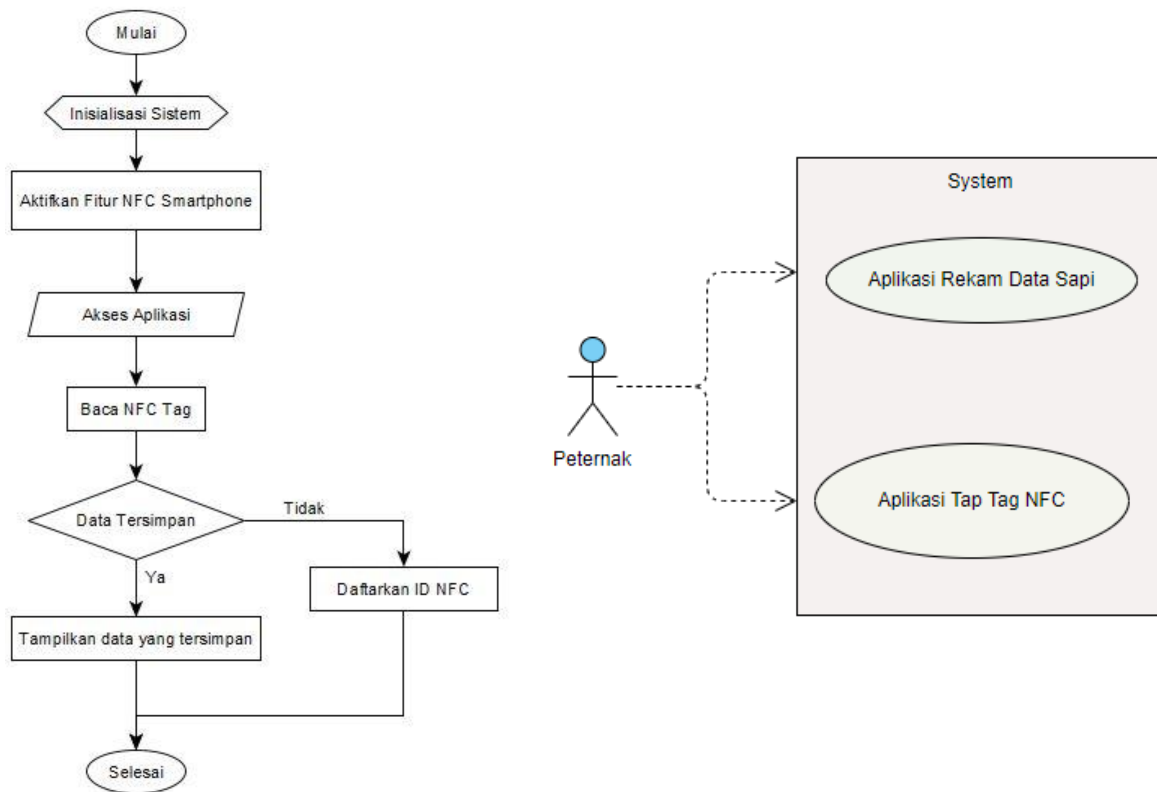 Mulai
Inisialisasi Sistem
Aktifkan Fitur NFC Smartphone
Akses Aplikasi
Baca NFC Tag
Data Tersimpan
Tidak
Ya
Daftarkan ID NFC
Tampilkan data yang tersimpan
Selesai
System
Aplikasi Rekam Data Sapi
Peternak
Aplikasi Tap Tag NFC